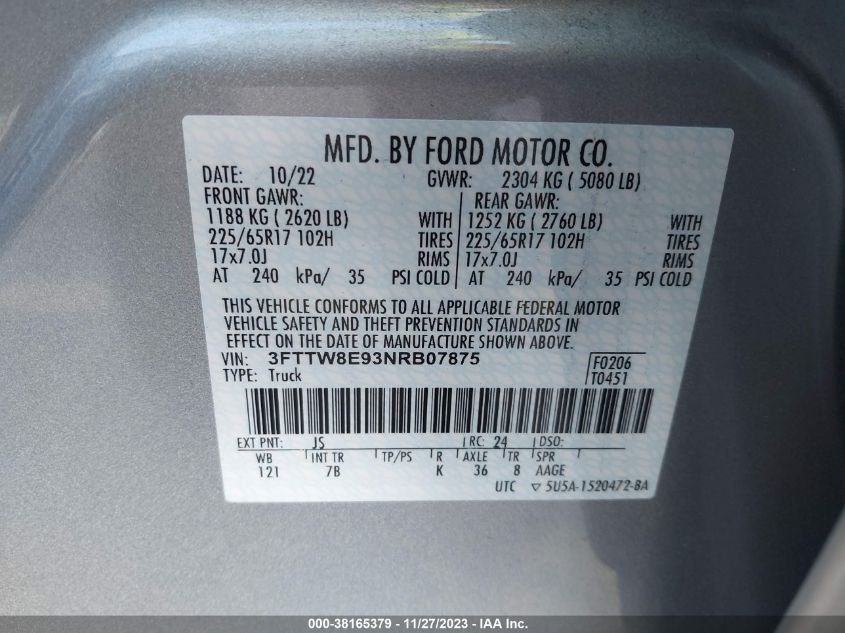 MFD. BY FORD MOTOR CO.
DATE: 10/22 GVWR: 2304 KG ( 5080 LB)
FRONT GAWR: REAR GAWR:
1188 KG ( 2620 LB) WITH 1252 KG ( 2760 LB) WITH
225/65R17 102H TIRES 225/65R17 102H TIRES
17x7.0J RIMS 17x7.0J RIMS
AT 240 kPa/ 35 PSI COLD AT 240 kPa/ 35 PSI COLD
THIS VEHICLE CONFORMS TO ALL APPLICABLE FEDERAL MOTOR
VEHICLE SAFETY AND THEFT PREVENTION STANDARDS IN
EFFECT ON THE DATE OF MANUFACTURE SHOWN ABOVE.
VIN: 3FTTW8E93NRB07875 F0206
TYPE: Truck T0451
EXT PNT: JS RC: 24 DSO:
WB INT TR TP/PS R AXLE TR SPR
121 7B K 36 8 AAGE
UTC ▽ 5U5A-1520472-BA
000-38165379 - 11/27/2023 - IAA Inc.